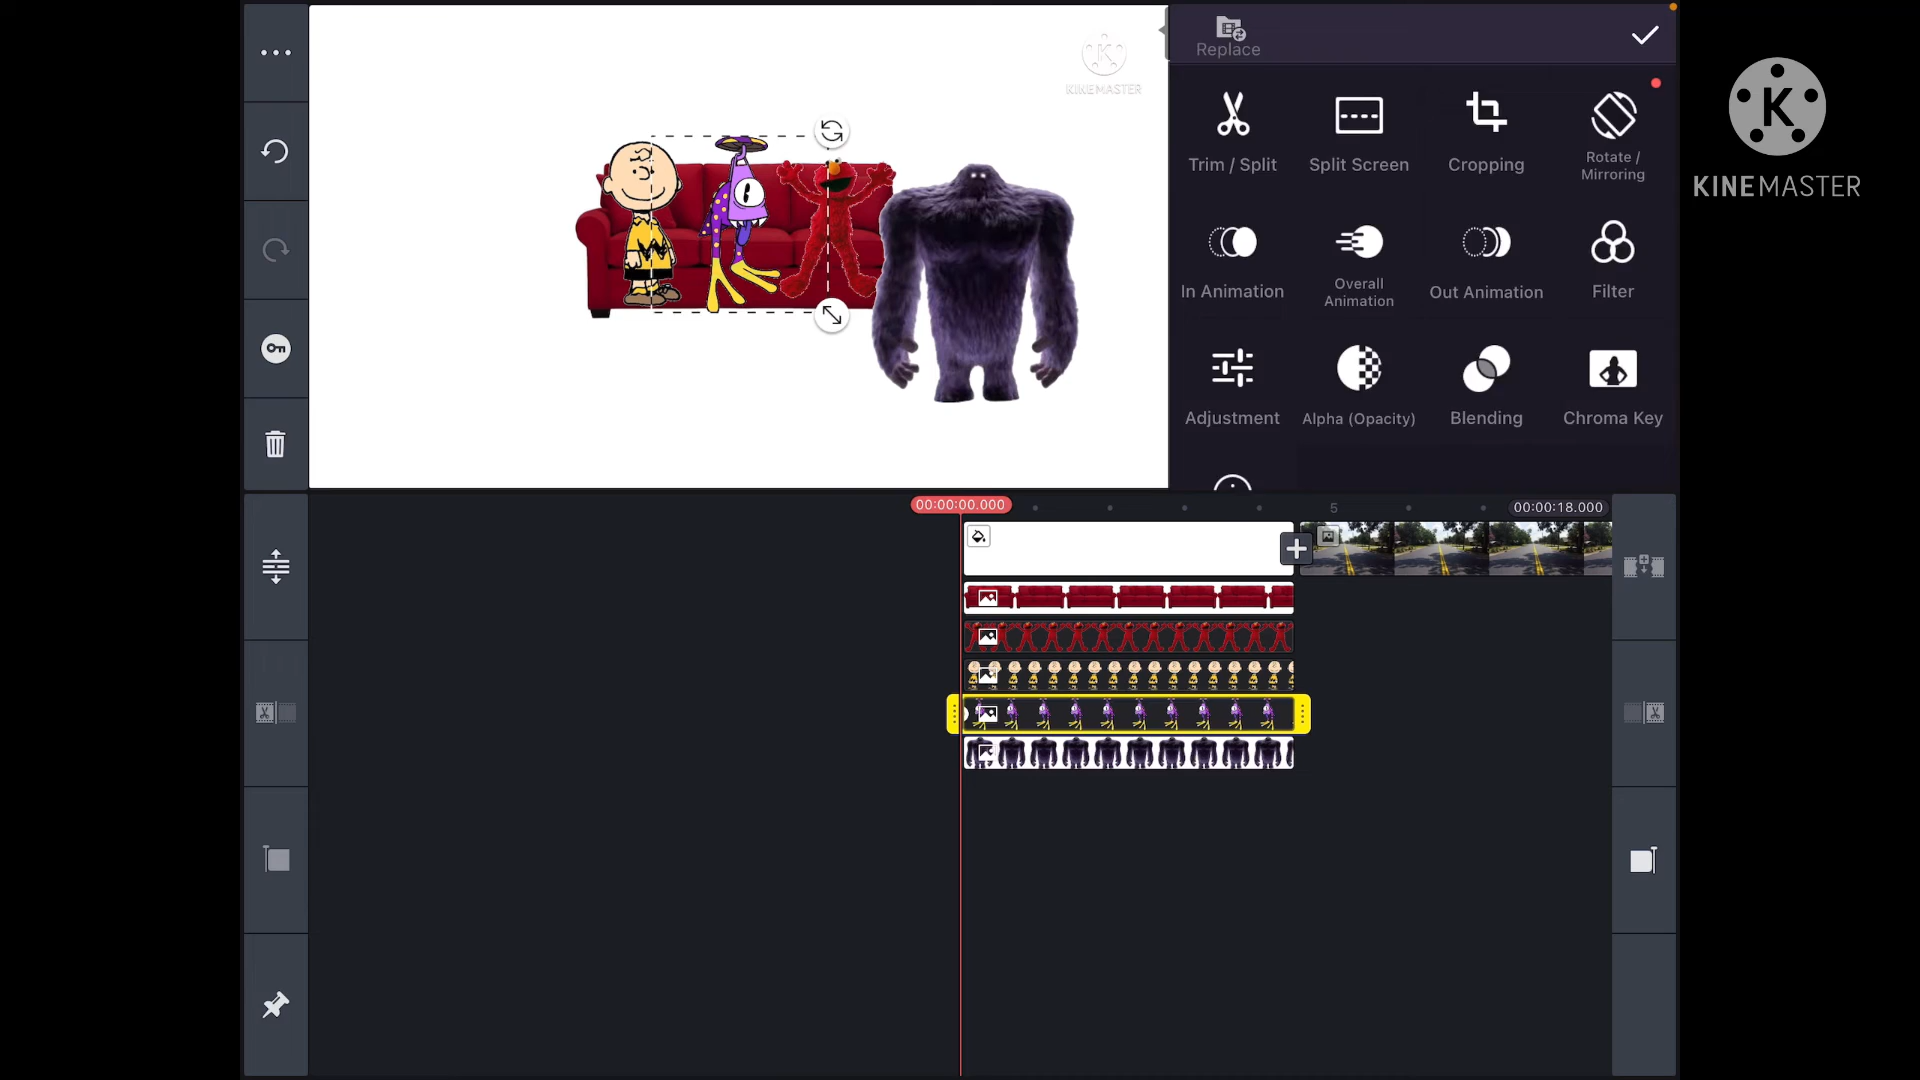 K
KINEMASTER
Replace
K
KINEMASTER
Trim / Split
Split Screen
Cropping
Rotate /
Mirroring
In Animation
Overall
Animation
Out Animation
Filter
Adjustment
Alpha (Opacity)
Blending
Chroma Key
00:00:00.000
5
00:00:18.000